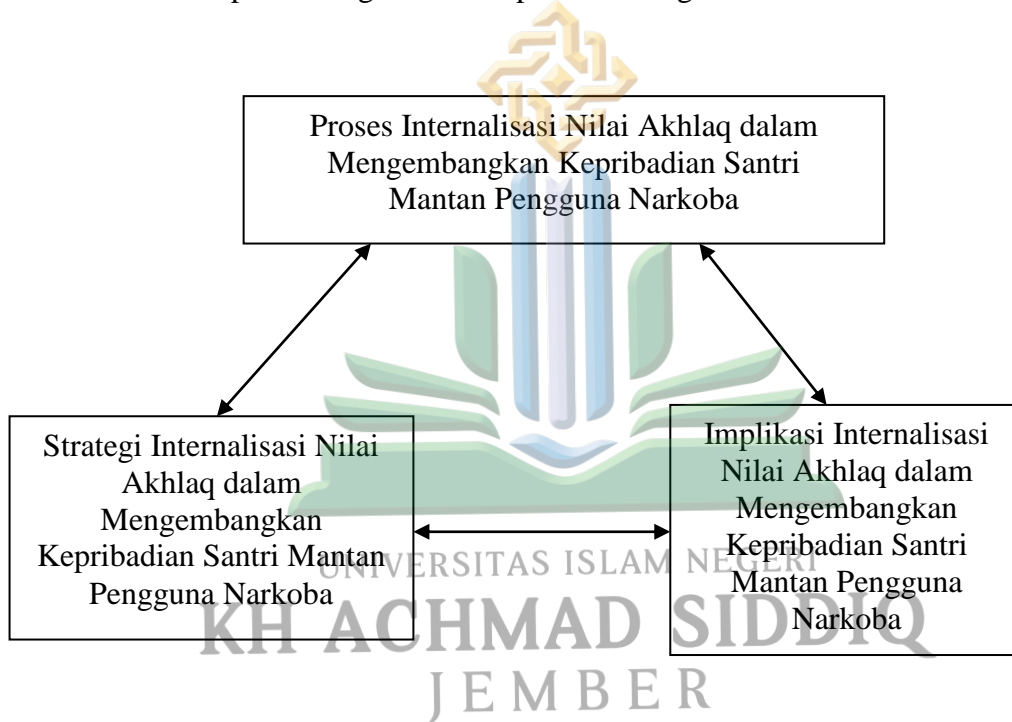 Proses Internalisasi Nilai Akhlaq dalam
Mengembangkan Kepribadian Santri
Mantan Pengguna Narkoba
Strategi Internalisasi Nilai
Akhlaq dalam
Mengembangkan
Kepribadian Santri Mantan
Pengguna Narkoba
Implikasi Internalisasi
Nilai Akhlaq dalam
Mengembangkan
Kepribadian Santri
Mantan Pengguna
Narkoba
UNIVERSITAS ISLAM NEGERI
KH ACHMAD SIDDIQ
JEMBER